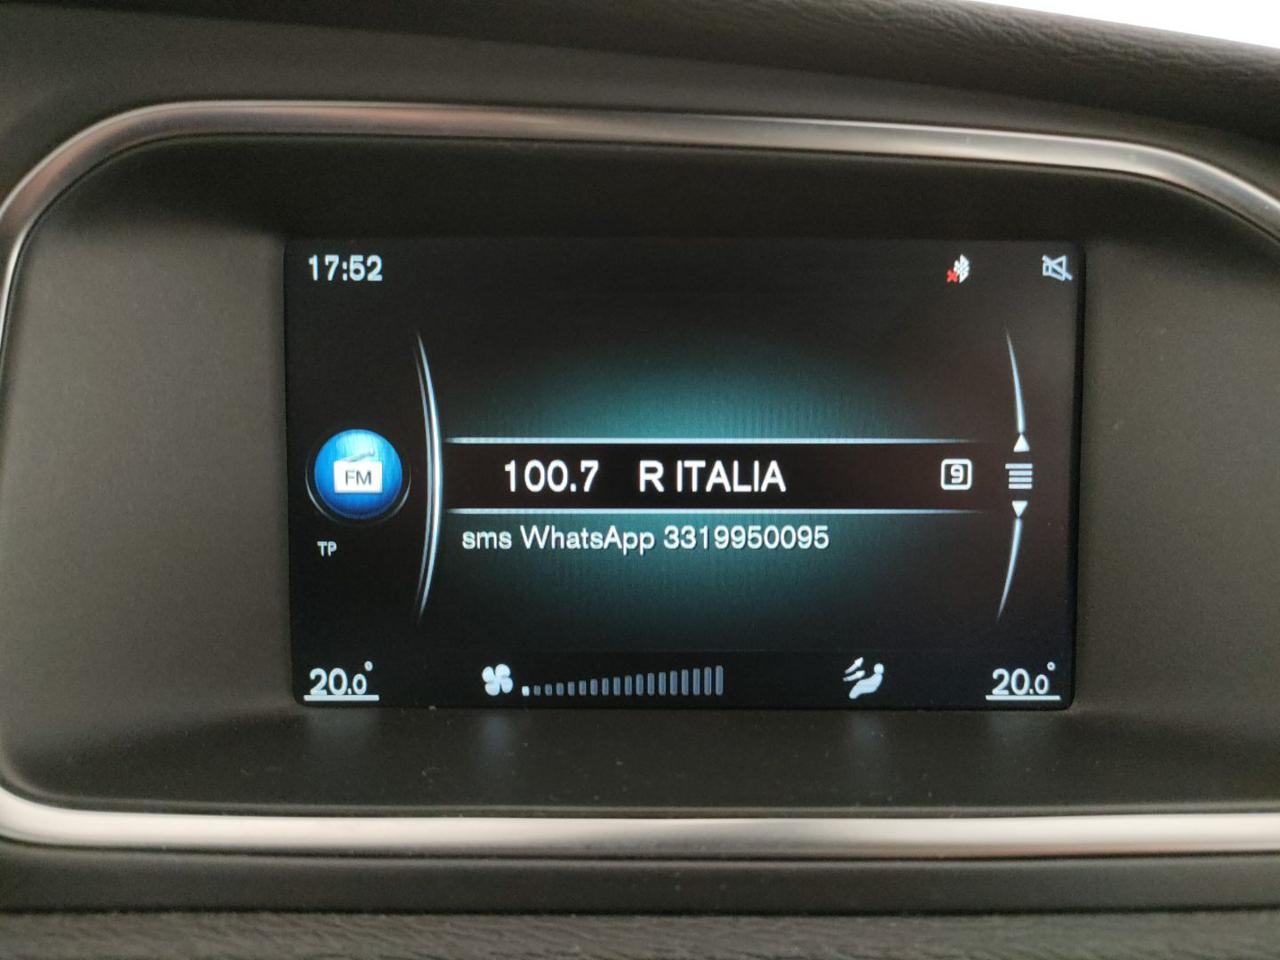 17:52
100.7 R ITALIA 9
FM
sms WhatsApp 3319950095
TP
20.0° 20.0°